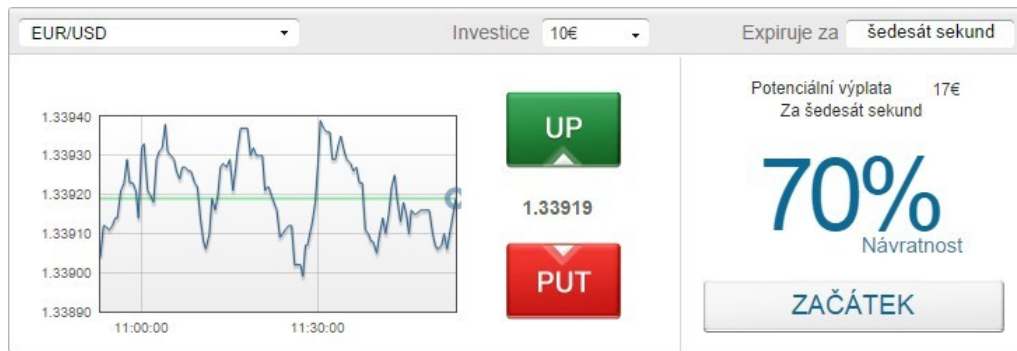 EUR/USD
Investice 10€
Expiruje za šedesát sekund
1.33940
1.33930
1.33920
1.33910
1.33900
1.33890
11:00:00 11:30:00
UP
1.33919
PUT
Potenciální výplata 17€
Za šedesát sekund
70%
Návratnost
ZAČÁTEK